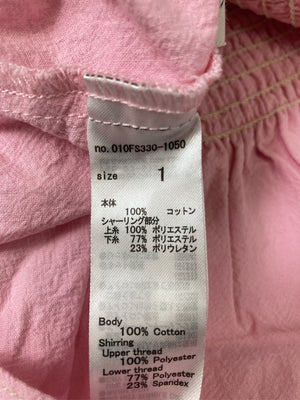 no. 010FS330-1050
size 1
本体
100% コットン
シャーリング部分
上糸 100% ポリエステル
下糸 77% ポリエステル
23% ポリウレタン
Body
100% Cotton
Shirring
Upper thread
100% Polyester
Lower thread
77% Polyester
23% Spandex